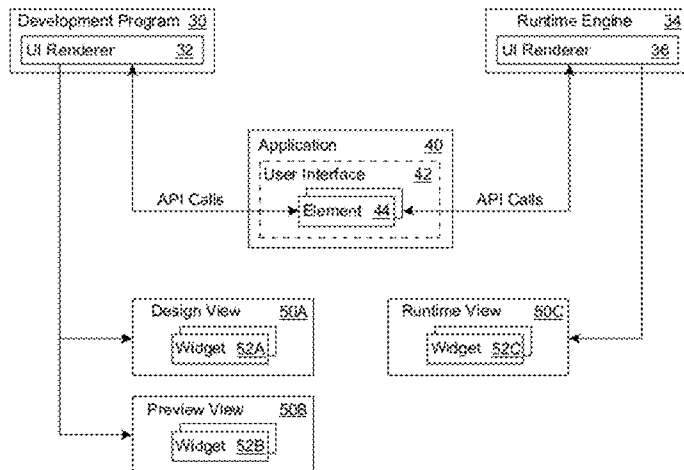 Development Program 30
UI Renderer 32
Runtime Engine 34
UI Renderer 36
Application 40
User Interface 42
Element 44
API Calls
API Calls
Design View 50A
Widget 52A
Runtime View 50C
Widget 52C
Preview View 50B
Widget 52B